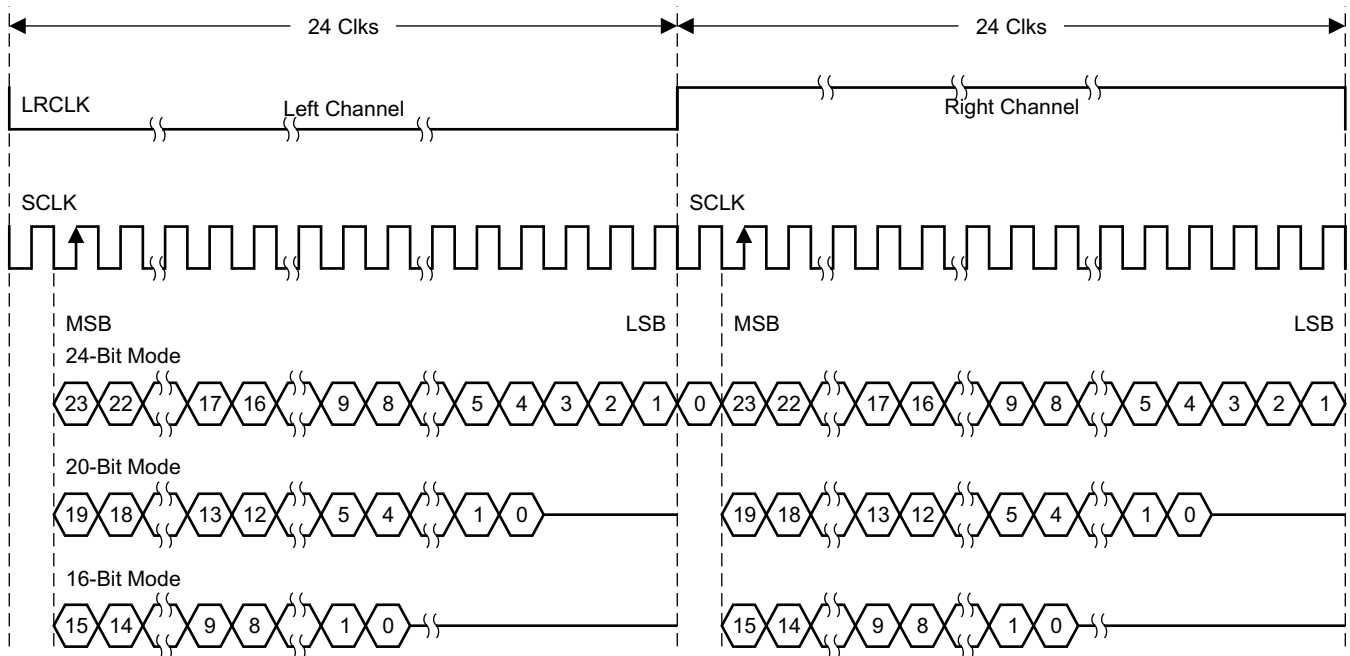 24 Clks 24 Clks
LRCLK Left Channel Right Channel
SCLK SCLK
MSB LSB MSB LSB
24-Bit Mode
23 22 17 16 9 8 5 4 3 2 1 0 23 22 17 16 9 8 5 4 3 2 1
20-Bit Mode
19 18 13 12 5 4 1 0 19 18 13 12 5 4 1 0
16-Bit Mode
15 14 9 8 1 0 15 14 9 8 1 0